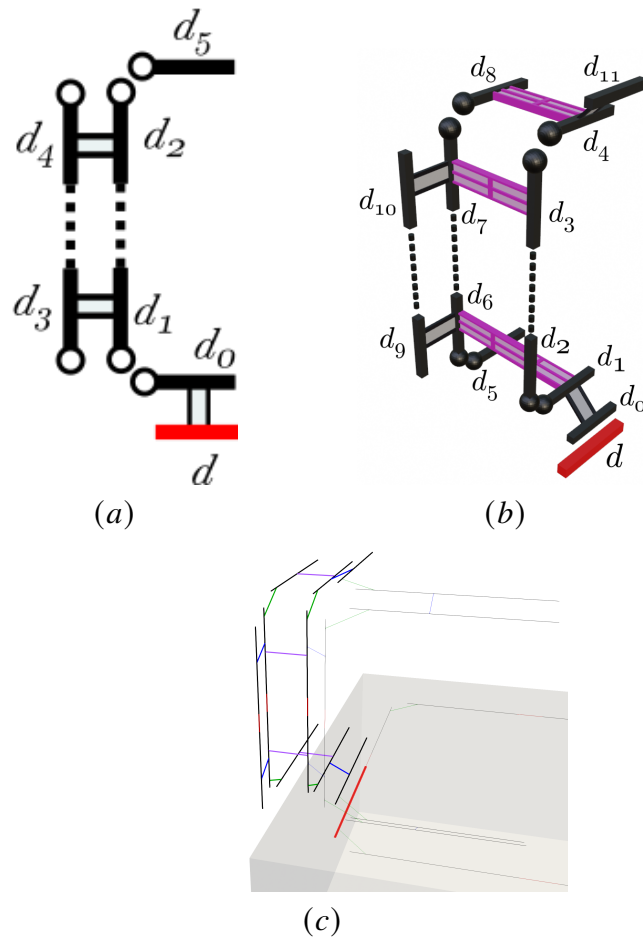 d₅
d₄ d₂
d₃ d₁
d₀
d
(a)
d₈ d₁₁
d₄
d₁₀ d₇ d₃
d₆
d₉ d₅ d₂ d₁
d₀
d
(b)
(c)